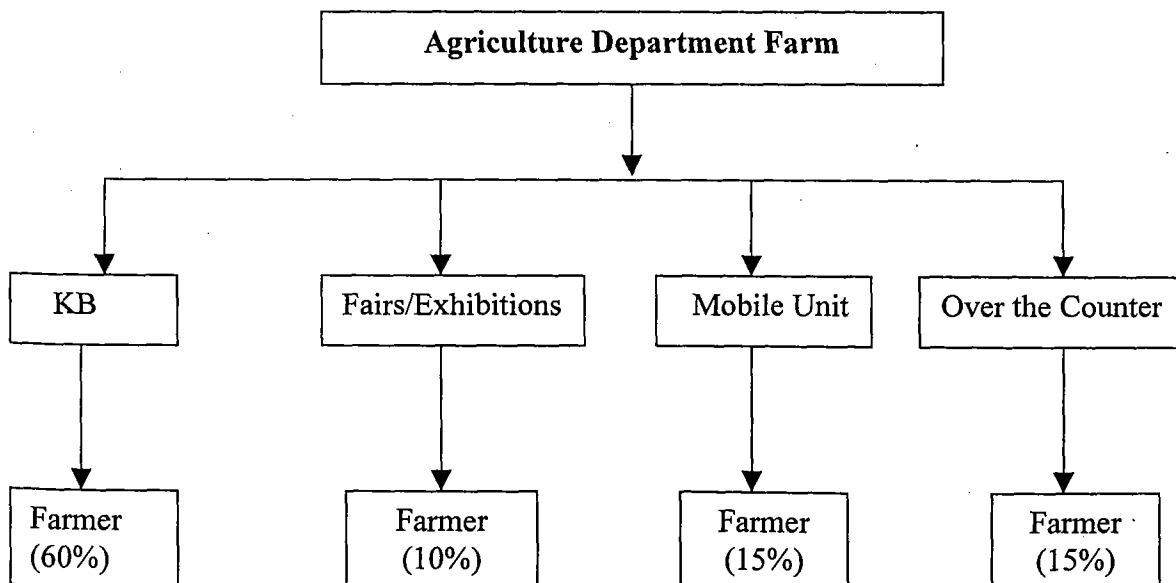 Agriculture Department Farm
KB
Fairs/Exhibitions
Mobile Unit
Over the Counter
Farmer
(60%)
Farmer
(10%)
Farmer
(15%)
Farmer
(15%)